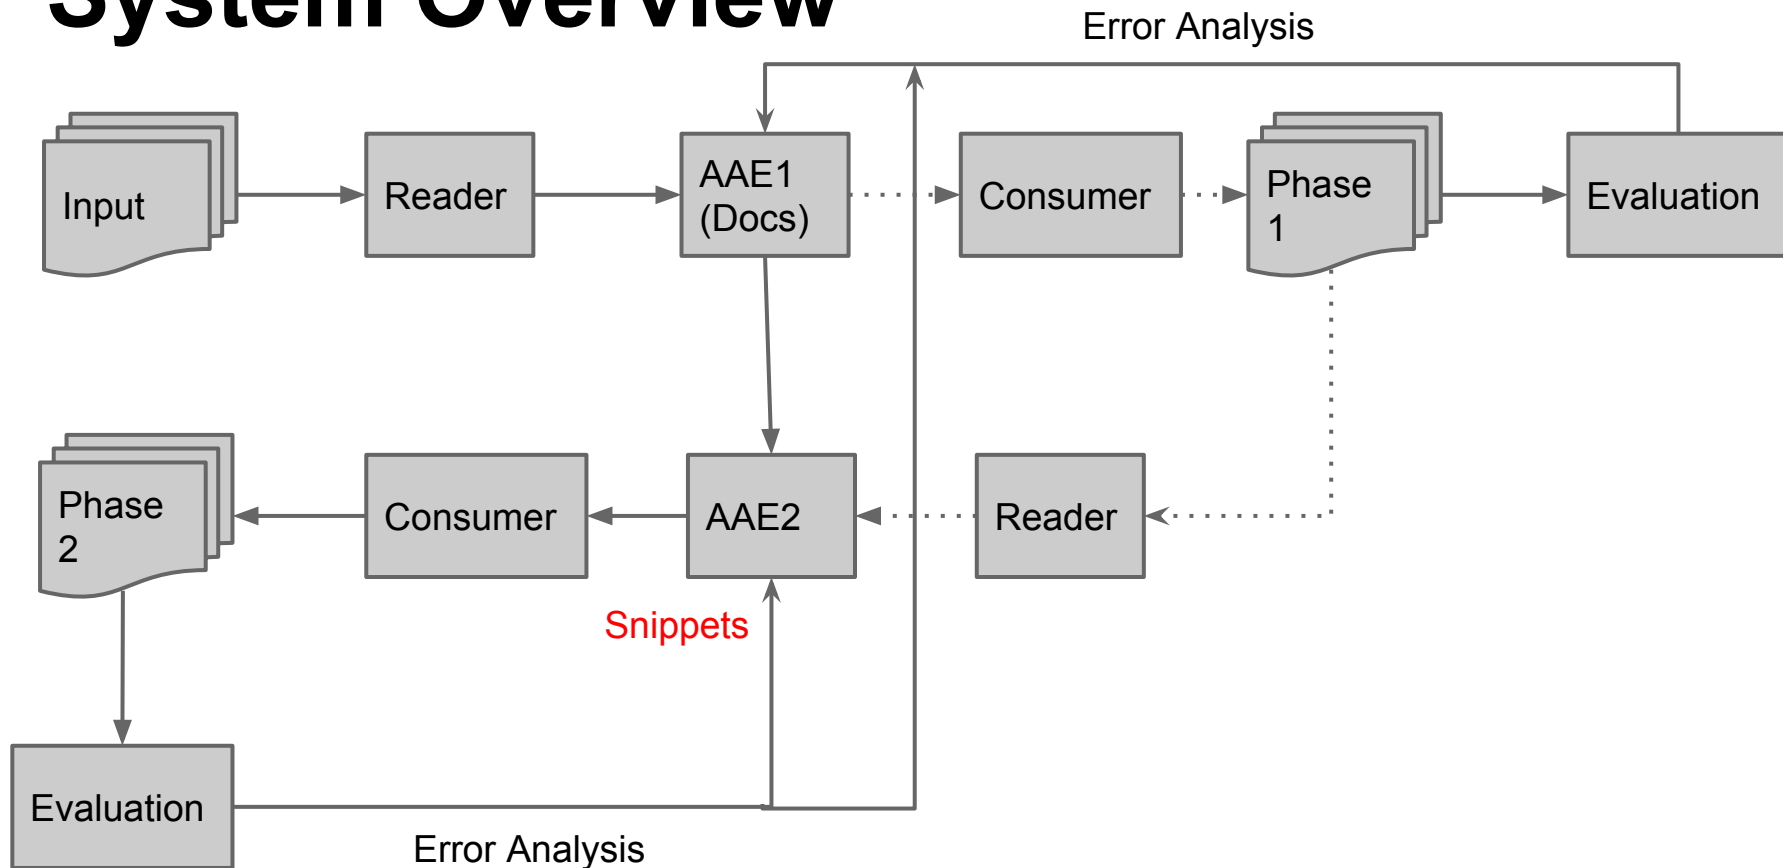 System Overview
Error Analysis
Input
Reader
AAE1
(Docs)
Consumer
Phase
1
Evaluation
Phase
2
Consumer
AAE2
Reader
Snippets
Evaluation
Error Analysis